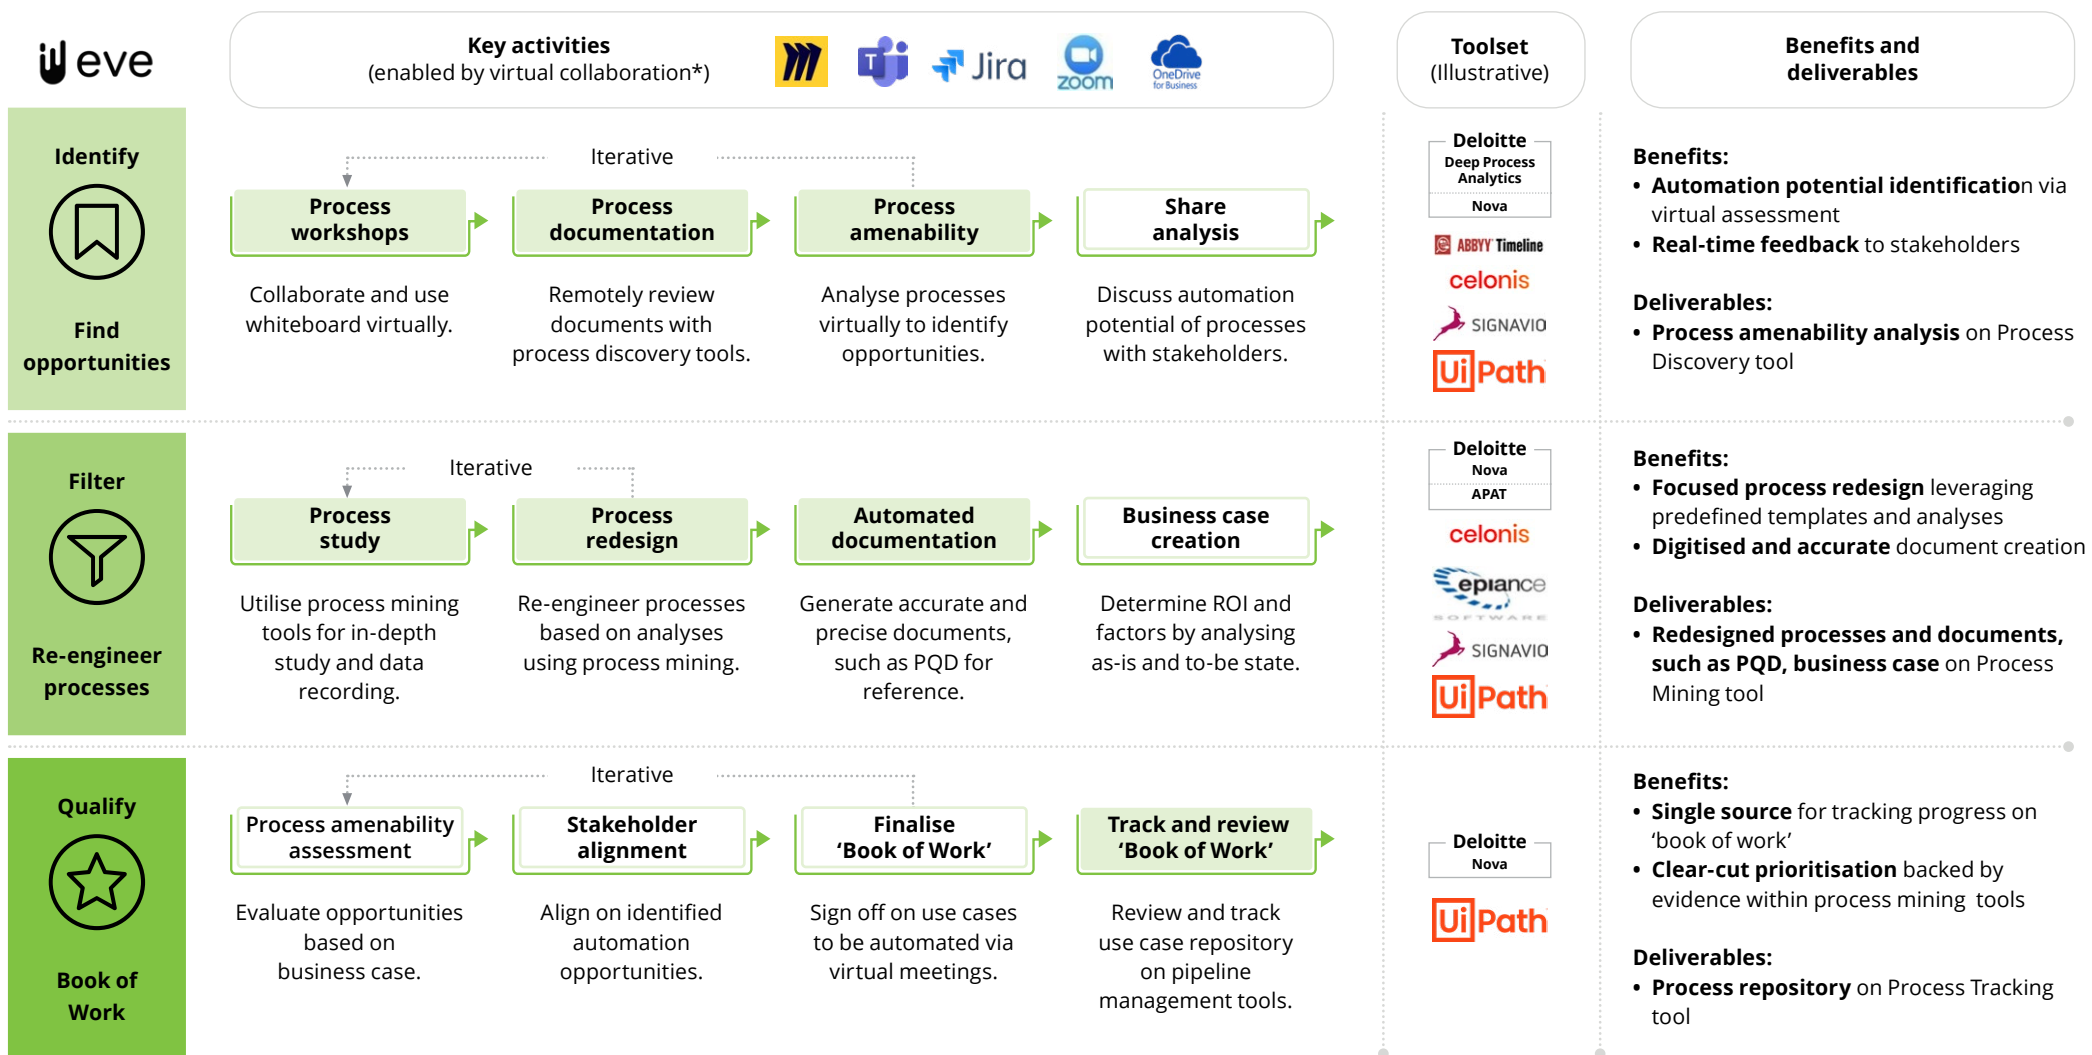 eve
Key activities
(enabled by virtual collaboration*)
Jira
zoom
OneDrive
for Business
Toolset
(Illustrative)
Benefits and
deliverables
Identify
Find
opportunities
Iterative
Process
workshops
Collaborate and use
whiteboard virtually.
Process
documentation
Remotely review
documents with
process discovery tools.
Process
amenability
Analyse processes
virtually to identify
opportunities.
Share
analysis
Discuss automation
potential of processes
with stakeholders.
Deloitte
Deep Process
Analytics
Nova
ABBYY Timeline
celonis
SIGNAVIO
UiPath
Benefits:
• Automation potential identification via
virtual assessment
• Real-time feedback to stakeholders
Deliverables:
• Process amenability analysis on Process
Discovery tool
Filter
Re-engineer
processes
Iterative
Process
study
Utilise process mining
tools for in-depth
study and data
recording.
Process
redesign
Re-engineer processes
based on analyses
using process mining.
Automated
documentation
Generate accurate and
precise documents,
such as PQD for
reference.
Business case
creation
Determine ROI and
factors by analysing
as-is and to-be state.
Deloitte
Nova
APAT
celonis
epiance
SOFTWARE
SIGNAVIO
UiPath
Benefits:
• Focused process redesign leveraging
predefined templates and analyses
• Digitised and accurate document creation
Deliverables:
• Redesigned processes and documents,
such as PQD, business case on Process
Mining tool
Qualify
Book of
Work
Iterative
Process amenability
assessment
Evaluate opportunities
based on
business case.
Stakeholder
alignment
Align on identified
automation
opportunities.
Finalise
‘Book of Work’
Sign off on use cases
to be automated via
virtual meetings.
Track and review
‘Book of Work’
Review and track
use case repository
on pipeline
management tools.
Deloitte
Nova
UiPath
Benefits:
• Single source for tracking progress on
‘book of work’
• Clear-cut prioritisation backed by
evidence within process mining tools
Deliverables:
• Process repository on Process Tracking
tool